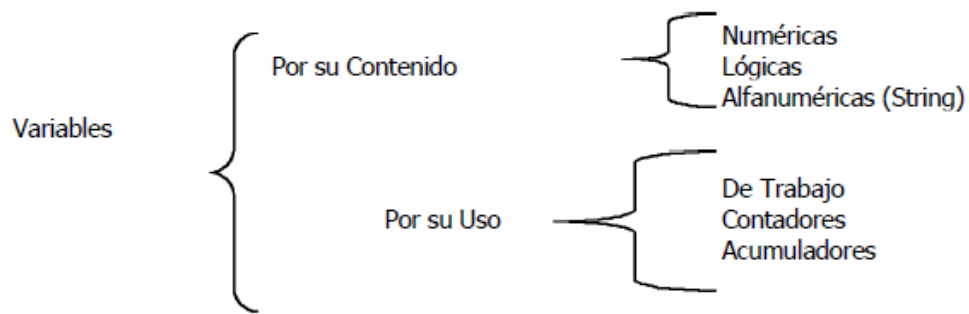 Variables
Por su Contenido
Numéricas
Lógicas
Alfanuméricas (String)
Por su Uso
De Trabajo
Contadores
Acumuladores